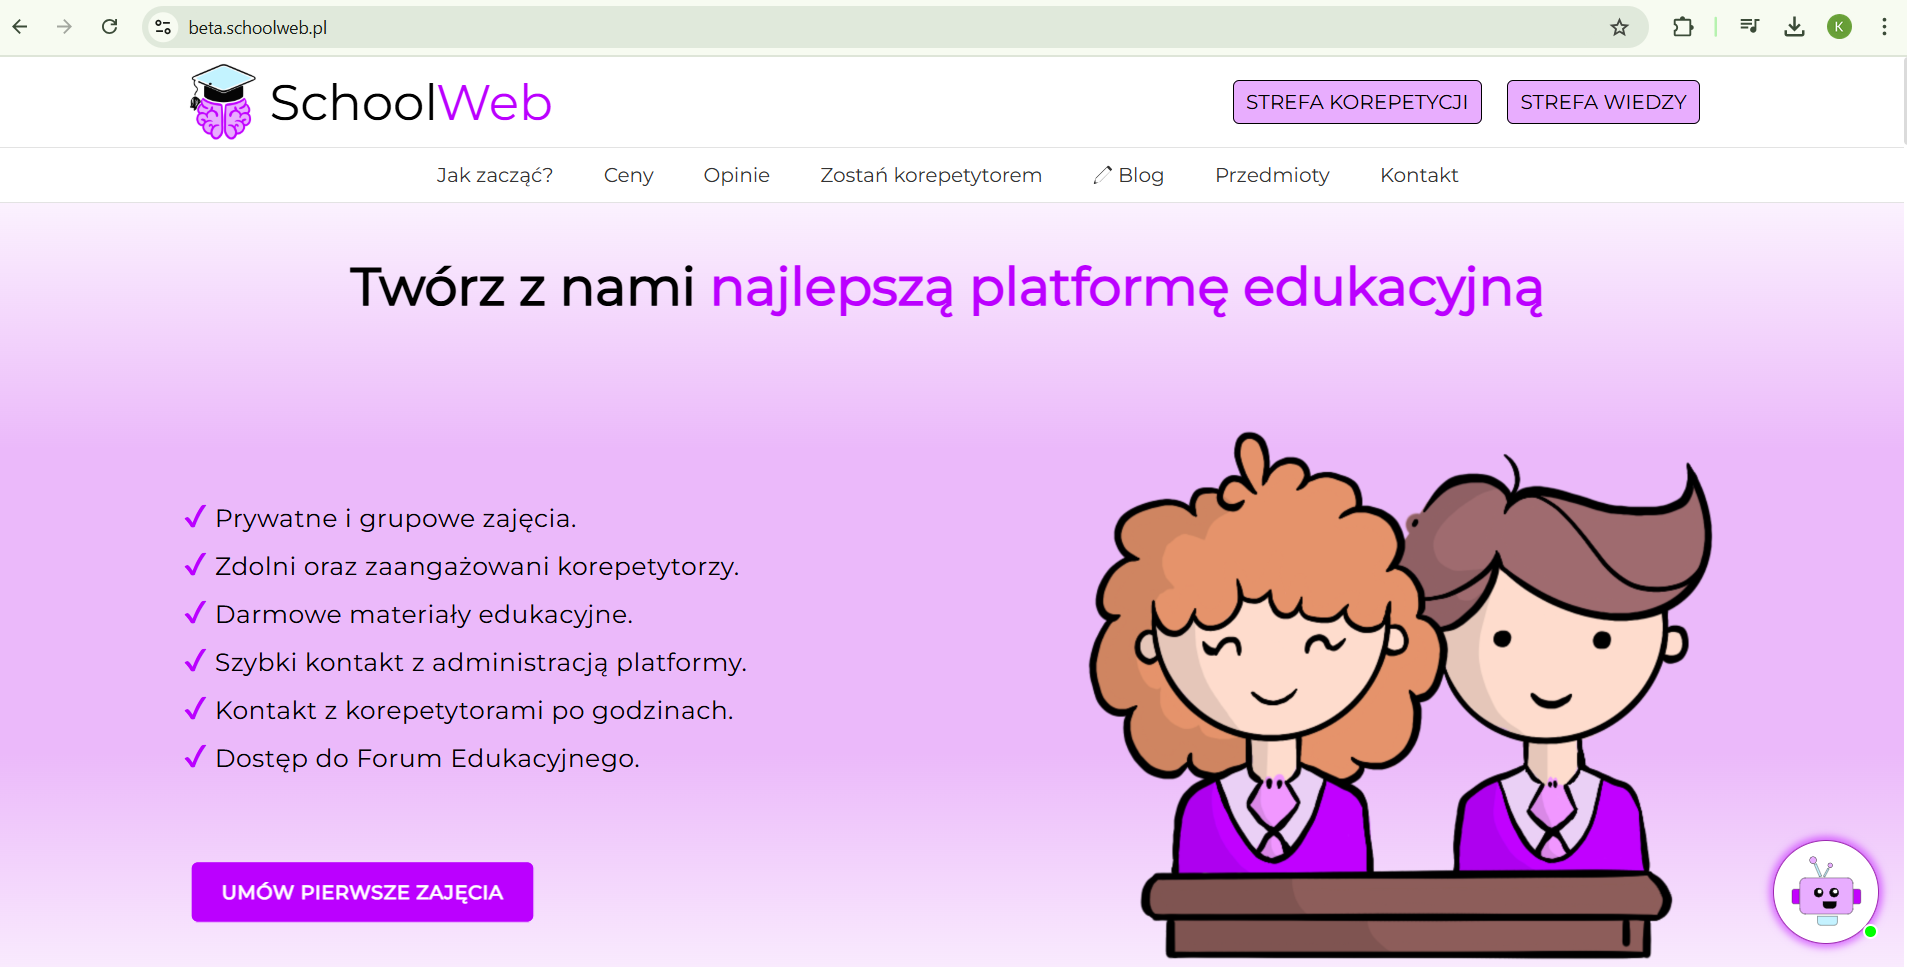 beta.schoolweb.pl
K
SchoolWeb
STREFA KOREPETYCJI
STREFA WIEDZY
Jak zacząć?
Ceny
Opinie
Zostań korepetytorem
Blog
Przedmioty
Kontakt
Twórz z nami najlepszą platformę edukacyjną
Prywatne i grupowe zajęcia.
Zdolni oraz zaangażowani korepetytorzy.
Darmowe materiały edukacyjne.
Szybki kontakt z administracją platformy.
Kontakt z korepetytorami po godzinach.
Dostęp do Forum Edukacyjnego.
UMÓW PIERWSZE ZAJĘCIA